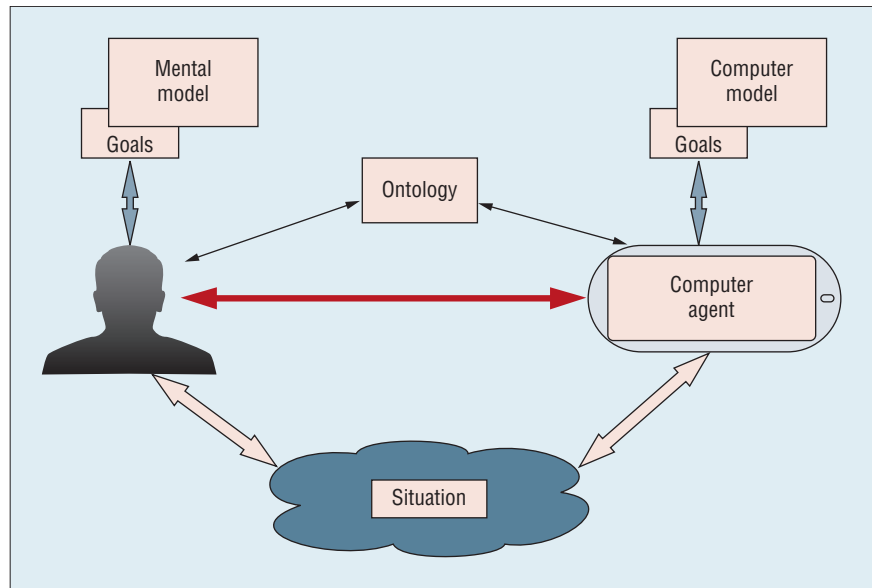 Mental
model
Goals
Computer
model
Goals
Ontology
Computer
agent
Situation